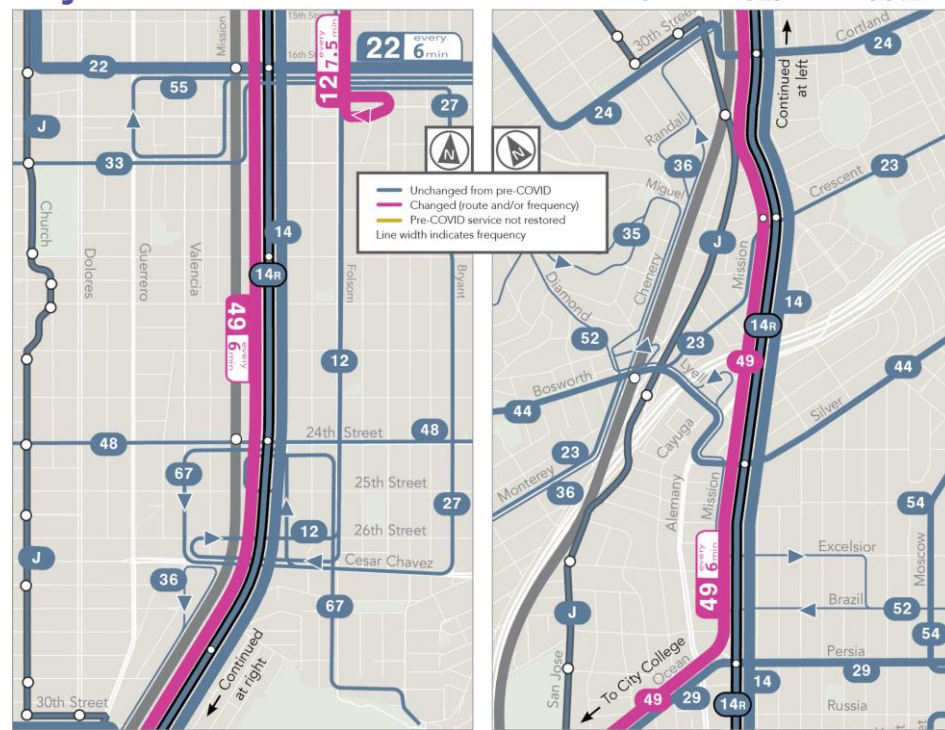 Mission
15th Street
16th St
12 every 7.5 min
22 every 6 min
22
55
27
J
33
Church
Dolores
Guerrero
Valencia
14
14R
Folsom
Bryant
49 every 6 min
12
48
24th Street
48
67
25th Street
27
12
26th Street
Cesar Chavez
J
36
67
Continued
at right
30th Street
Unchanged from pre-COVID
Changed (route and/or frequency)
Pre-COVID service not restored
Line width indicates frequency
N
N
30th Street
Cortland
24
Continued
at left
24
Randall
36
23
Miguel
Crescent
35
J
Chenery
Mission
Diamond
14
14R
52
23
49
Lyell
Bosworth
44
44
Silver
Cayuga
23
Monterey
36
Alemany
Mission
54
Excelsior
Moscow
49 every 6 min
Brazil
52
J
54
Persia
To City College
Ocean
29
San Jose
49
29
14
14R
Russia